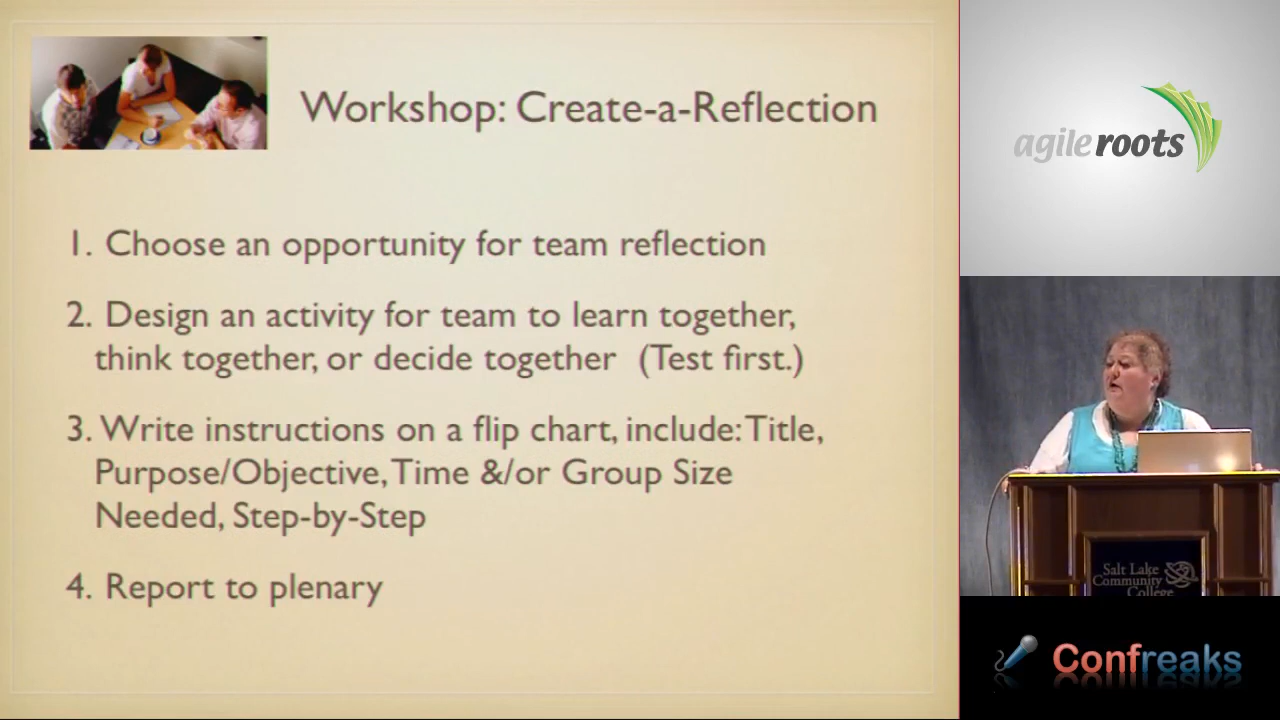 Workshop: Create-a-Reflection
1. Choose an opportunity for team reflection
2. Design an activity for team to learn together,
think together, or decide together (Test first.)
3. Write instructions on a flip chart, include: Title,
Purpose/Objective, Time &/or Group Size
Needed, Step-by-Step
4. Report to plenary
agile roots
Salt Lake
Community
College
Confreaks